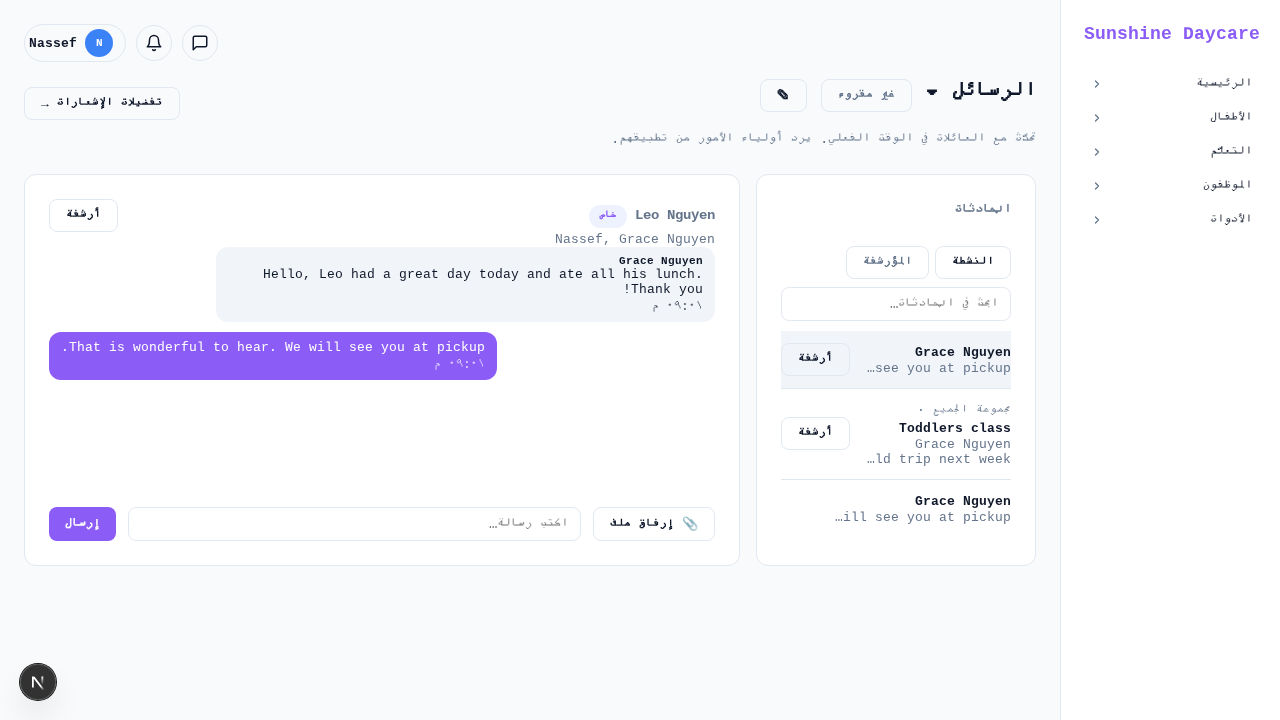 Sunshine Daycare
الرئيسية
الأطفال
التعلّم
الموظفون
الأدوات
Nassef
N
الرسائل
غير مقروء
تفضيلات الإشعارات →
تحدّث مع العائلات في الوقت الفعلي. يرد أولياء الأمور من تطبيقهم.
المحادثات
النشطة
المؤرشفة
ابحث في المحادثات…
Grace Nguyen
…see you at pickup
أرشفة
مجموعة الجميع ·
Toddlers class
Grace Nguyen
…ld trip next week
أرشفة
Grace Nguyen
…ill see you at pickup
Leo Nguyen
خاص
أرشفة
Nassef, Grace Nguyen
Grace Nguyen
Hello, Leo had a great day today and ate all his lunch.
!Thank you
٠٩:٠١ م
.That is wonderful to hear. We will see you at pickup
٠٩:٠١ م
📎 إرفاق ملف
اكتب رسالة…
إرسال